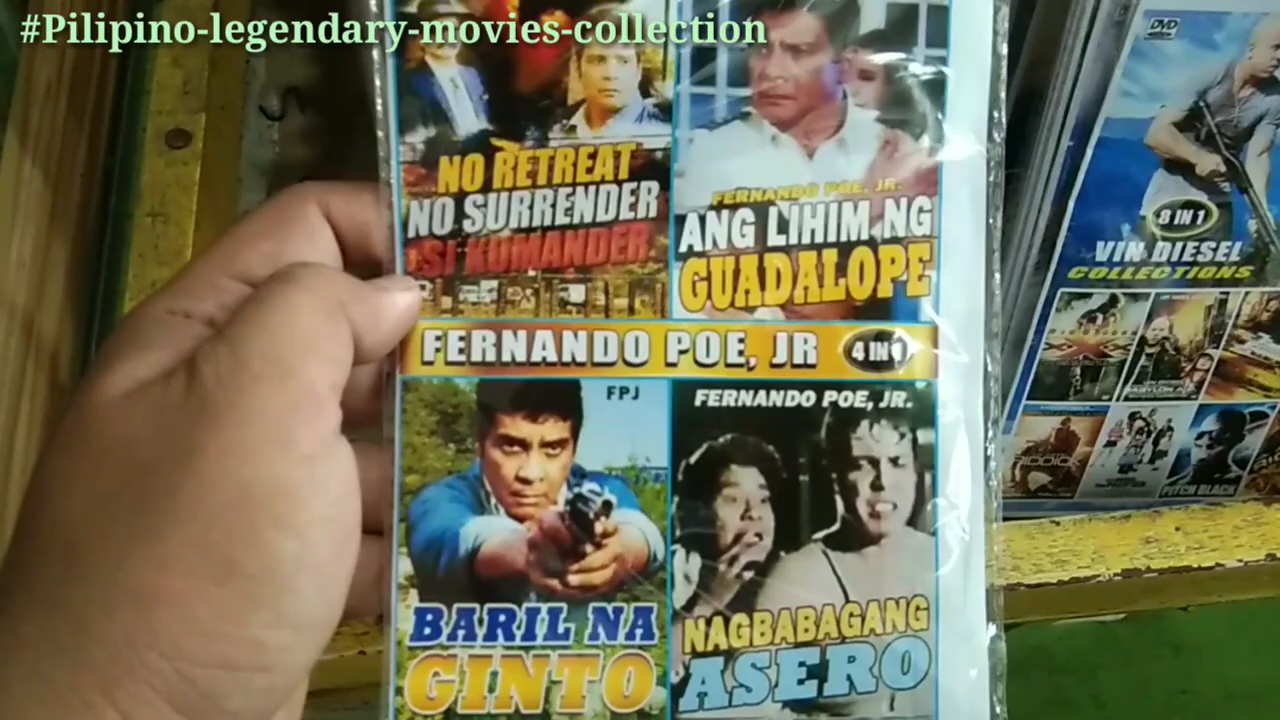 #Pilipino-legendary-movies-collection
NO RETREAT
NO SURRENDER
SI KUMANDER
FERNANDO POE, JR.
ANG LIHIM NG
GUADALOPE
FERNANDO POE, JR
4 IN 1
FPJ
BARIL NA
GINTO
FERNANDO POE, JR.
NAGBABAGANG
ASERO
DVD
8 IN 1
VIN DIESEL
COLLECTIONS
BABYLON A.D.
RIDDICK
PITCH BLACK